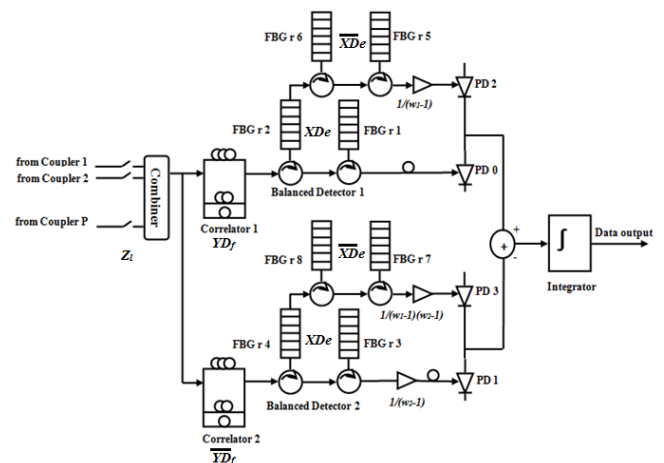 FBG r 6
X̅D̅e
FBG r 5
PD 2
1/(w1-1)
FBG r 2
XDe
FBG r 1
from Coupler 1
from Coupler 2
from Coupler P
Combiner
Z1
PD 0
Balanced Detector 1
Correlator 1
YDf
+
+
-
∫
Data output
Integrator
FBG r 8
X̅D̅e
FBG r 7
PD 3
1/(w1-1)(w2-1)
FBG r 4
XDe
FBG r 3
PD 1
Balanced Detector 2
1/(w2-1)
Correlator 2
Y̅D̅f